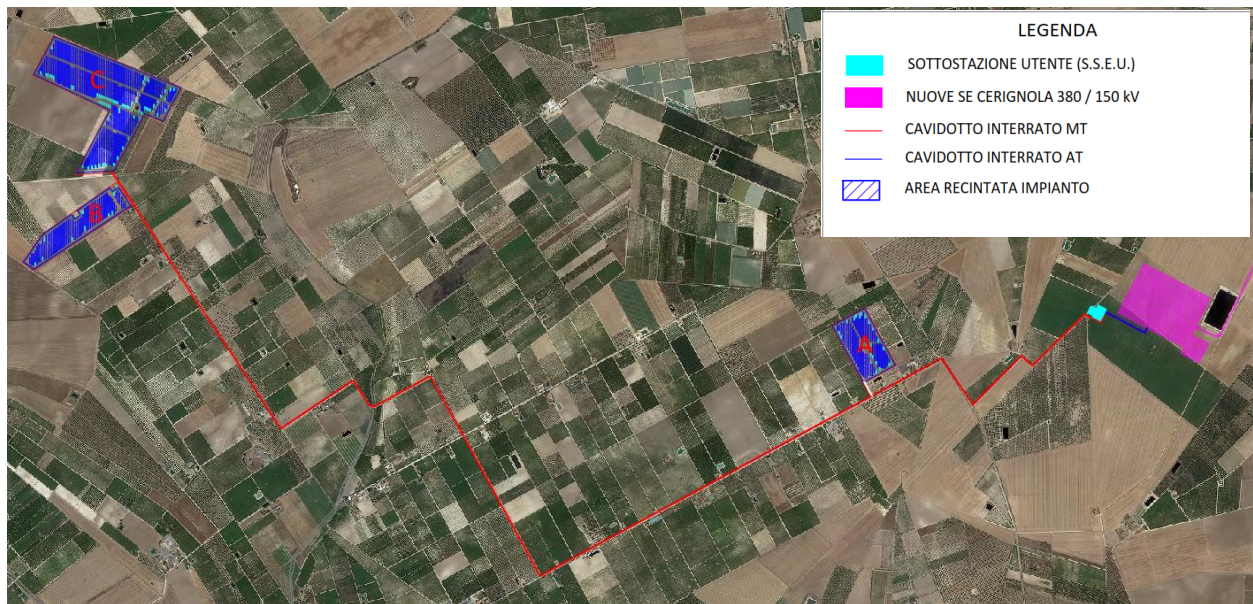 LEGENDA
SOTTOSTAZIONE UTENTE (S.S.E.U.)
NUOVE SE CERIGNOLA 380 / 150 kV
CAVIDOTTO INTERRATO MT
CAVIDOTTO INTERRATO AT
AREA RECINTATA IMPIANTO
C
B
A